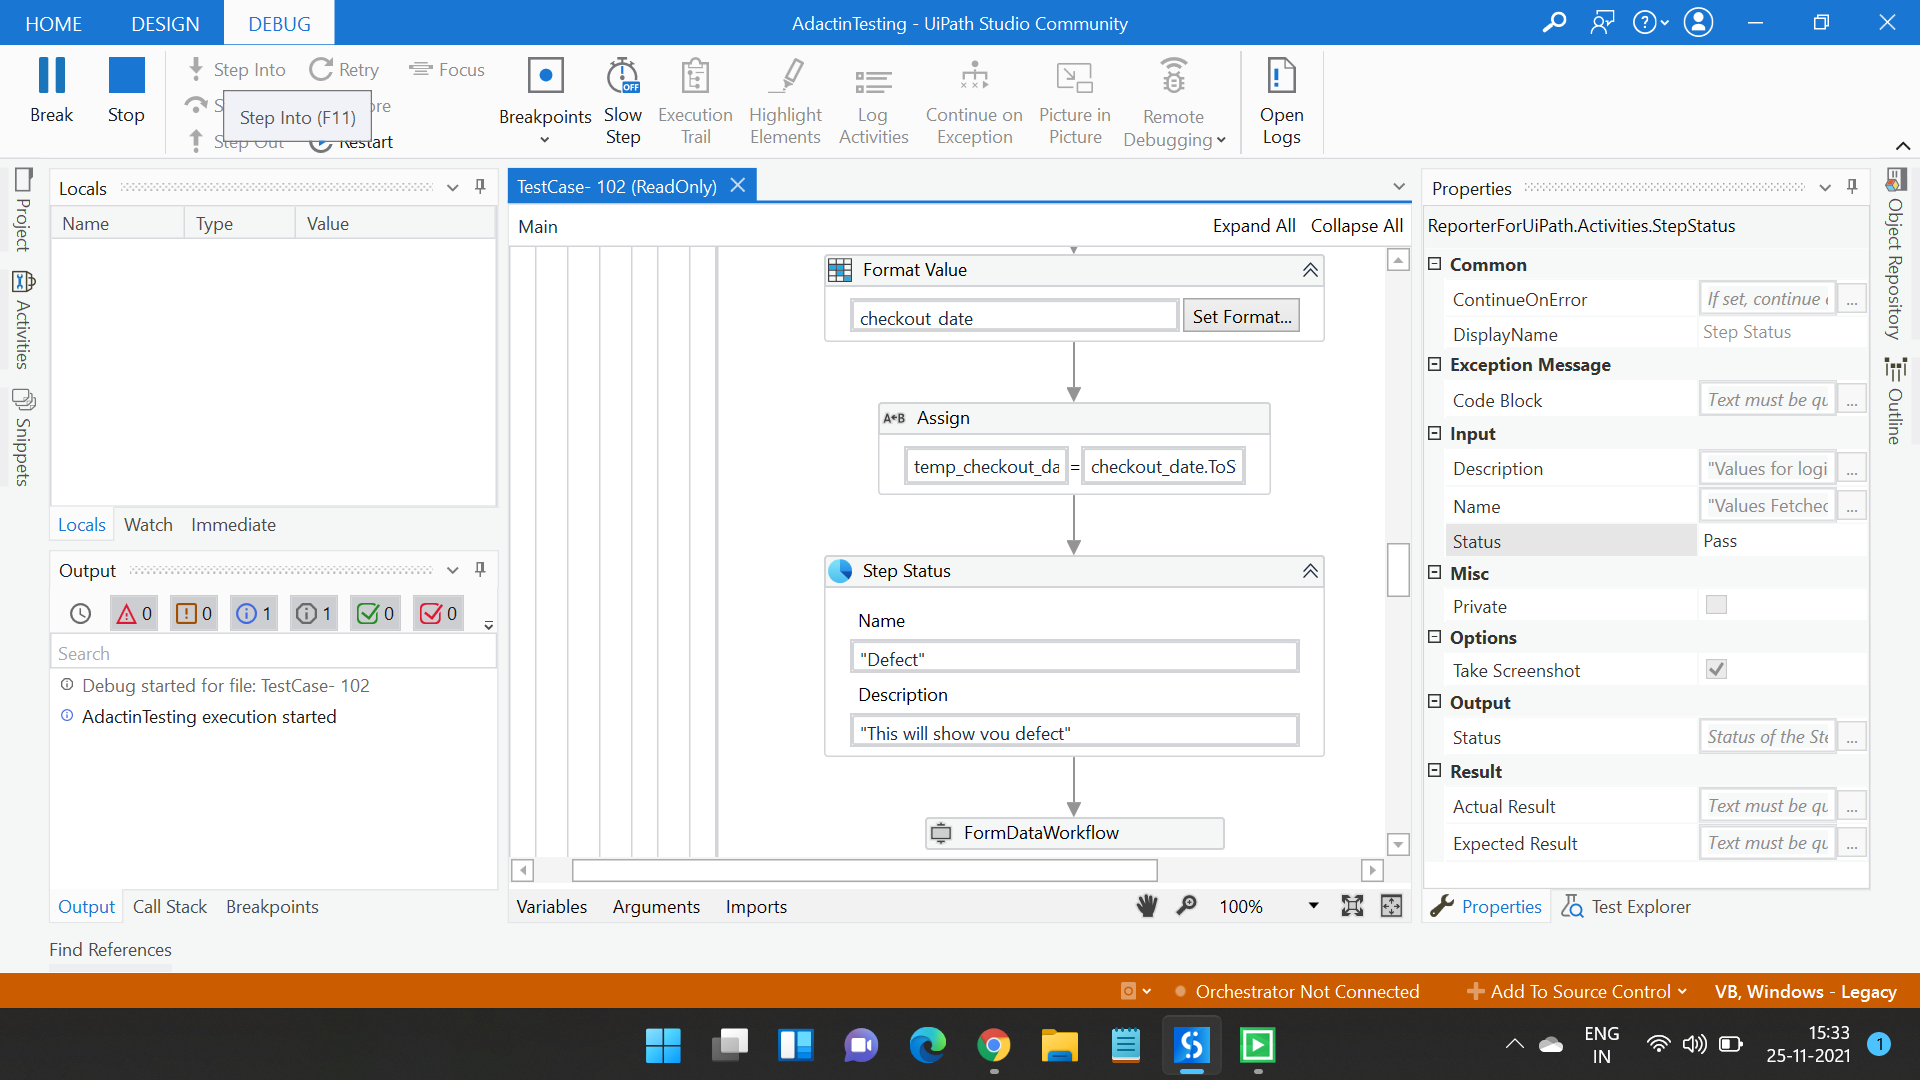 HOME DESIGN DEBUG
AdactinTesting - UiPath Studio Community
Break
Stop
Step Into
Retry
Focus
Step Into (F11)
Step Out
Restart
Breakpoints
Slow Step
OFF
Execution Trail
Highlight Elements
Log Activities
Continue on Exception
Picture in Picture
Remote Debugging
Open Logs
Project
Activities
Snippets
Locals
Name Type Value
Locals Watch Immediate
Output
0 0 1 1 0 0
Search
Debug started for file: TestCase- 102
AdactinTesting execution started
Output Call Stack Breakpoints
Find References
TestCase- 102 (ReadOnly)
Main
Expand All Collapse All
Format Value
checkout_date
Set Format...
A+B Assign
temp_checkout_da = checkout_date.ToS
Step Status
Name
"Defect"
Description
"This will show you defect"
FormDataWorkflow
Variables Arguments Imports
100%
Properties
ReporterForUiPath.Activities.StepStatus
Common
ContinueOnError If set, continue ...
DisplayName Step Status
Exception Message
Code Block Text must be qu ...
Input
Description "Values for logi ...
Name "Values Fetched ...
Status Pass
Misc
Private
Options
Take Screenshot
Output
Status Status of the Ste ...
Result
Actual Result Text must be qu ...
Expected Result Text must be qu ...
Properties Test Explorer
Object Repository
Outline
Orchestrator Not Connected
Add To Source Control
VB, Windows - Legacy
ENG
IN
15:33
25-11-2021
1